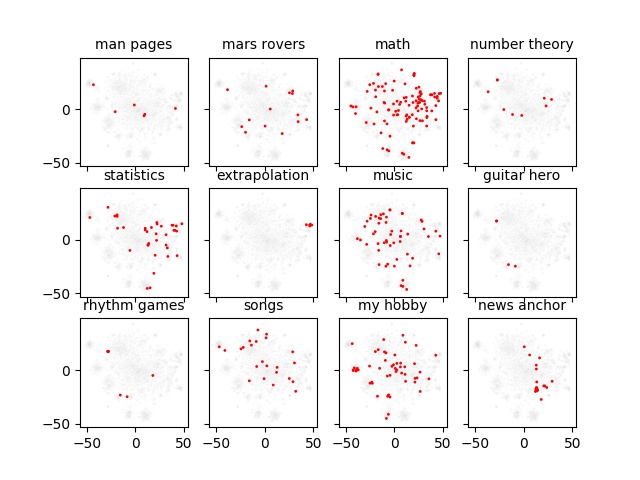 man pages mars rovers math number theory
0
−50
statistics extrapolation music guitar hero
0
−50
rhythm games songs my hobby news anchor
0
−50
−50 0 50 −50 0 50 −50 0 50 −50 0 50